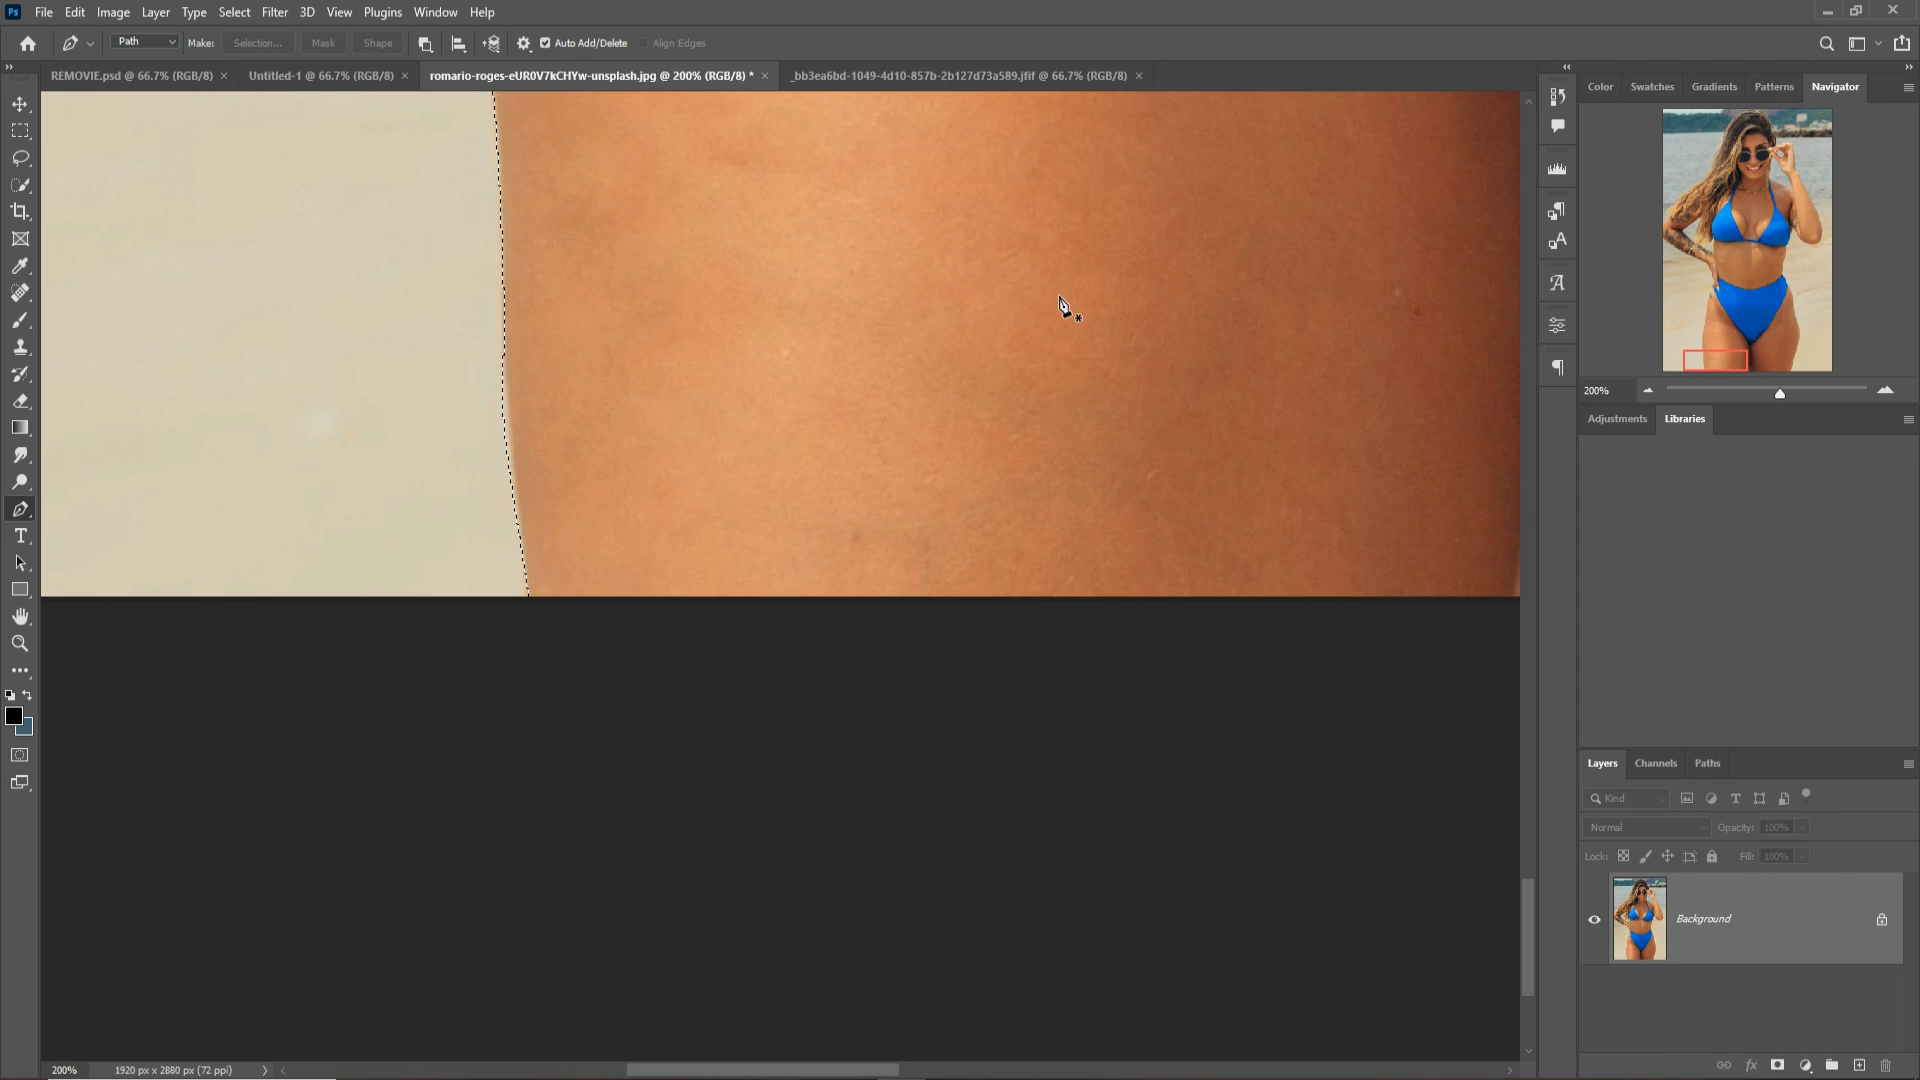 Ps File Edit Image Layer Type Select Filter 3D View Plugins Window Help
Path Make: Selection... Mask Shape Auto Add/Delete Align Edges
REMOVIE.psd @ 66.7% (RGB/8) × Untitled-1 @ 66.7% (RGB/8) × romario-roges-eUR0V7kCHYw-unsplash.jpg @ 200% (RGB/8) * × _bb3ea6bd-1049-4d10-857b-2b127d73a589.jfif @ 66.7% (RGB/8) ×
Color Swatches Gradients Patterns Navigator
200%
Adjustments Libraries
Layers Channels Paths
Kind
Normal Opacity: 100%
Lock: Fill: 100%
Background
200% 1920 px x 2880 px (72 ppi)